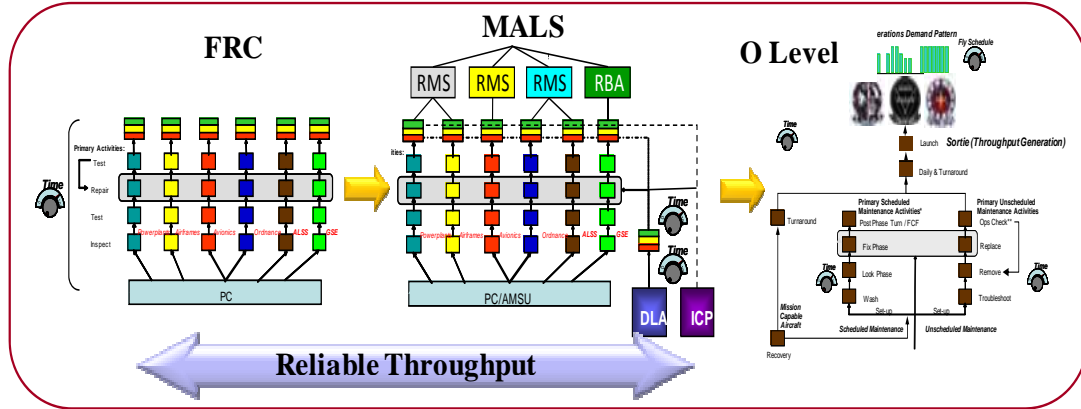 FRC
MALS
O Level
RMS
RMS
RMS
RBA
erations Demand Pattern
Fly Schedule
Time
Primary Activities:
Test
Repair
Test
Inspect
Powerplants
Airframes
Avionics
Ordnance
ALSS
GSE
PC
ities:
Powerplants
Airframes
Avionics
Ordnance
ALSS
GSE
PC/AMSU
Time
Time
DLA
ICP
Time
Launch
Sortie (Throughput Generation)
Daily & Turnaround
Turnaround
Primary Scheduled
Maintenance Activities*
Post Phase Turn / FCF
Fix Phase
Look Phase
Wash
Set-up
Primary Unscheduled
Maintenance Activities
Ops Check**
Replace
Remove
Troubleshoot
Set-up
Time
Time
Mission
Capable
Aircraft
Scheduled Maintenance
Unscheduled Maintenance
Recovery
Reliable Throughput